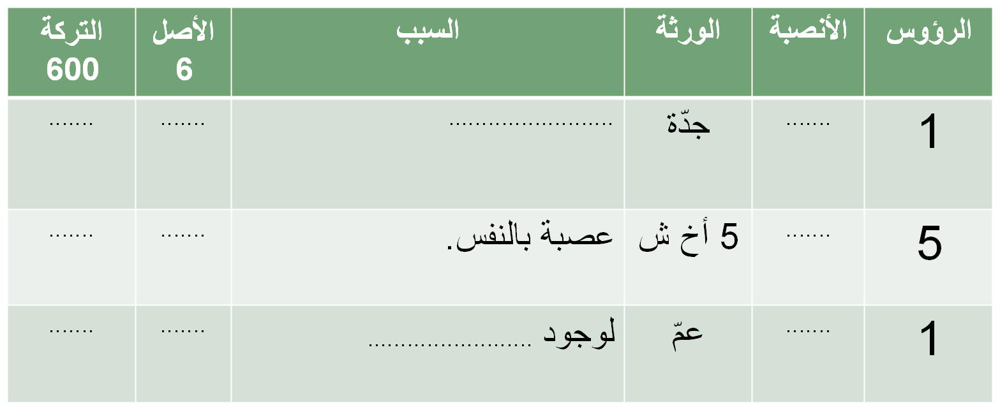 الرؤوس الأنصبة الورثة السبب الأصل 6 التركة 600
1 ....... جدّة ........................ ....... .......
5 ....... 5 أخ ش عصبة بالنفس. ....... .......
1 ....... عمّ لوجود ........................ ....... .......